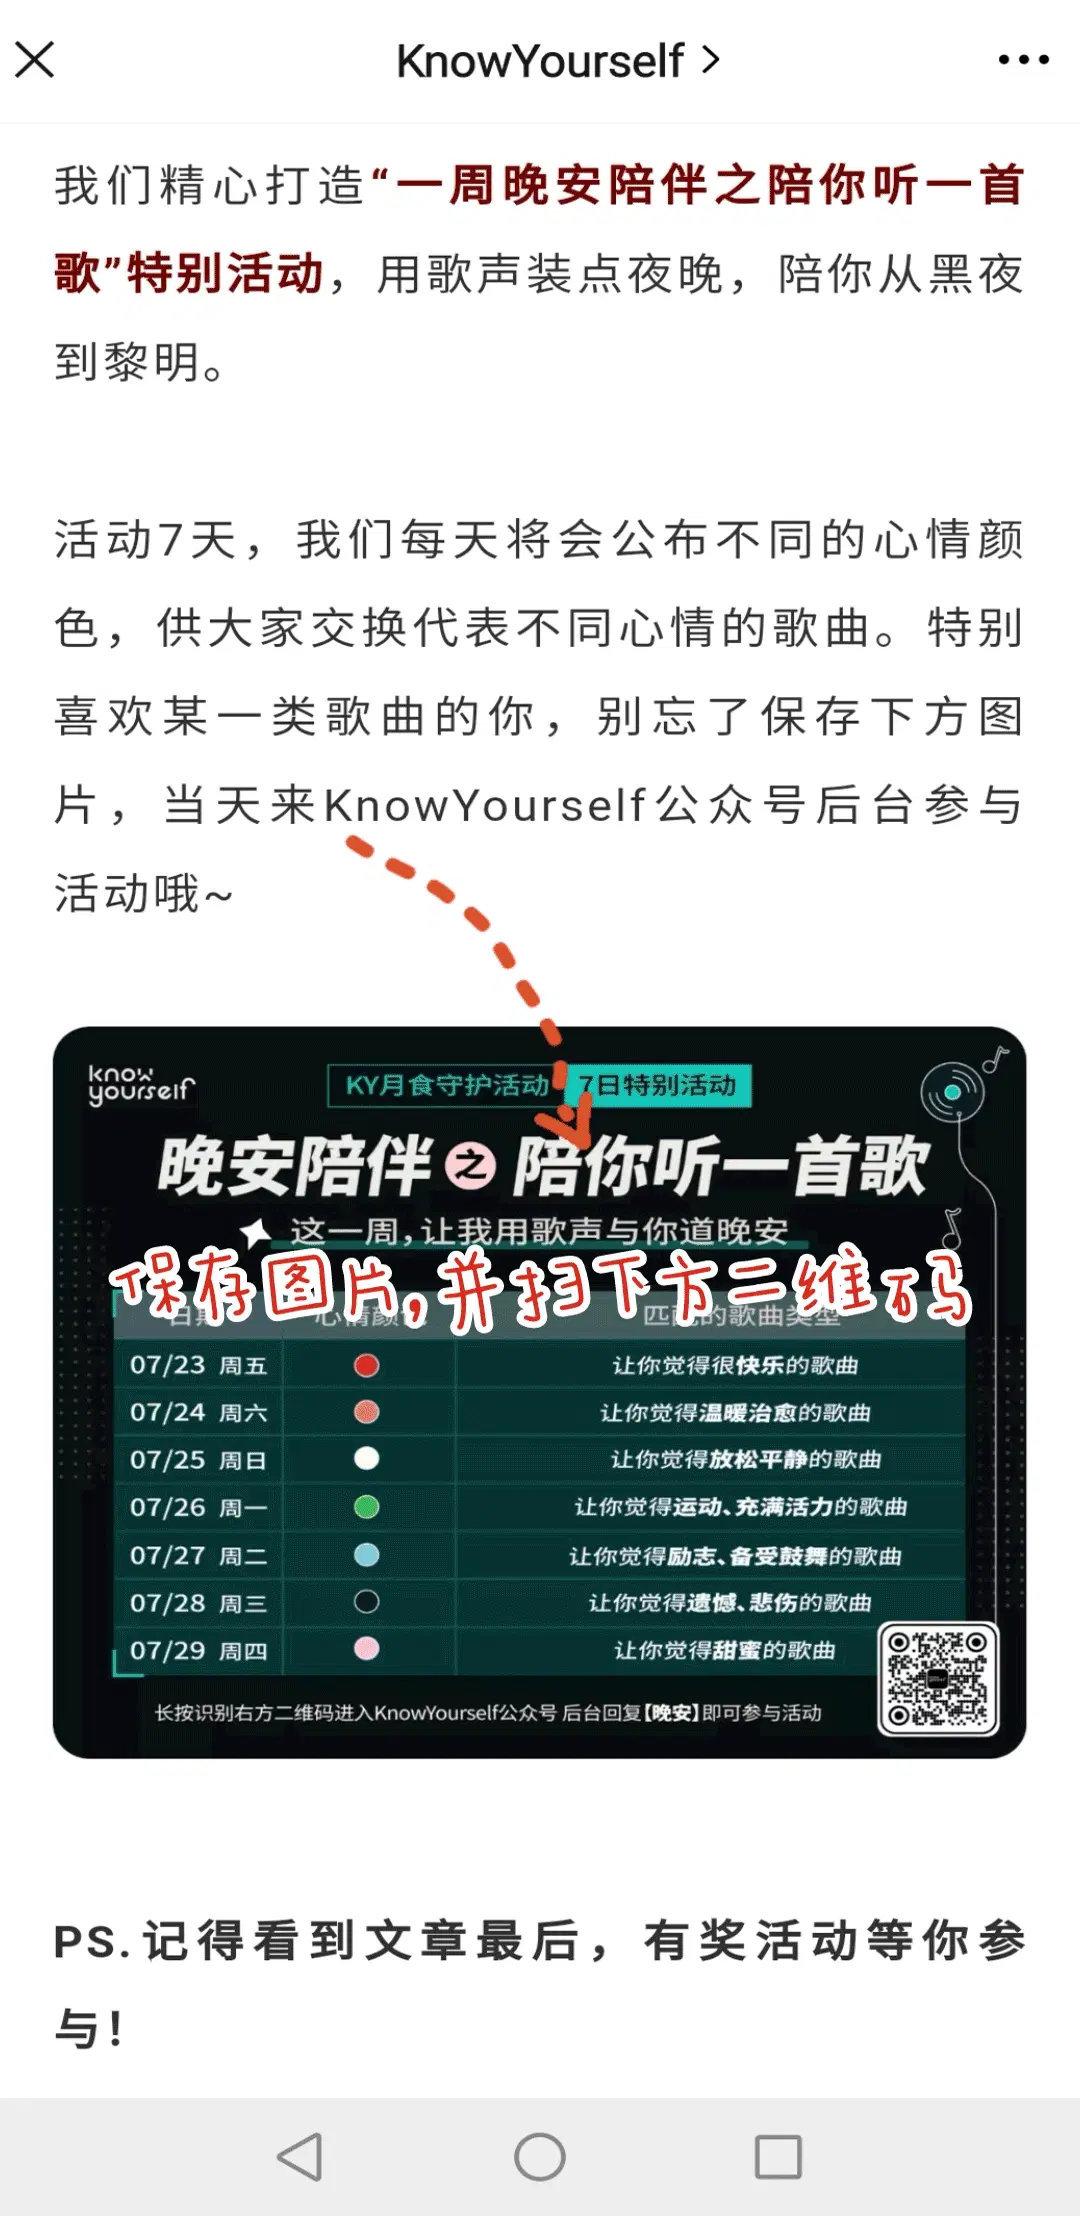 KnowYourself
我们精心打造“一周晚安陪伴之陪你听一首
歌”特别活动，用歌声装点夜晚，陪你从黑夜
到黎明。
活动7天，我们每天将会公布不同的心情颜
色，供大家交换代表不同心情的歌曲。特别
喜欢某一类歌曲的你，别忘了保存下方图
片，当天来KnowYourself公众号后台参与
活动哦~
know
yourself
KY月食守护活动 7日特别活动
晚安陪伴之陪你听一首歌
这一周,让我用歌声与你道晚安
保存图片,并扫下方二维码
日期 心情颜色 匹配的歌曲类型
07/23 周五 让你觉得很快乐的歌曲
07/24 周六 让你觉得温暖治愈的歌曲
07/25 周日 让你觉得放松平静的歌曲
07/26 周一 让你觉得运动、充满活力的歌曲
07/27 周二 让你觉得励志、备受鼓舞的歌曲
07/28 周三 让你觉得遗憾、悲伤的歌曲
07/29 周四 让你觉得甜蜜的歌曲
长按识别右方二维码进入KnowYourself公众号 后台回复【晚安】即可参与活动
PS.记得看到文章最后，有奖活动等你参
与！